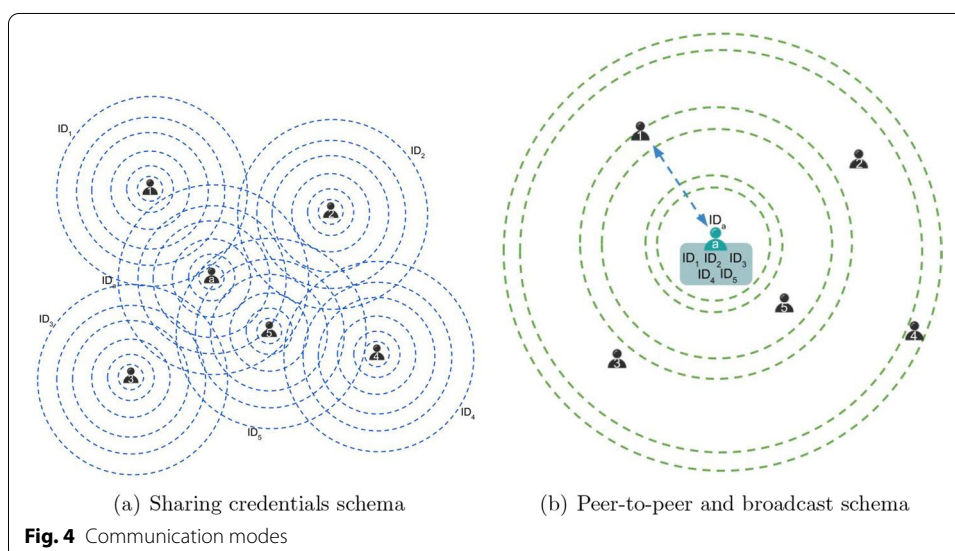 ID₁
1
ID₂
2
IDₐ
a
ID₃
3
5
4
ID₅
ID₄
(a) Sharing credentials schema
1
2
IDₐ
a
ID₁ ID₂ ID₃
ID₄ ID₅
5
4
3
(b) Peer-to-peer and broadcast schema
Fig. 4 Communication modes